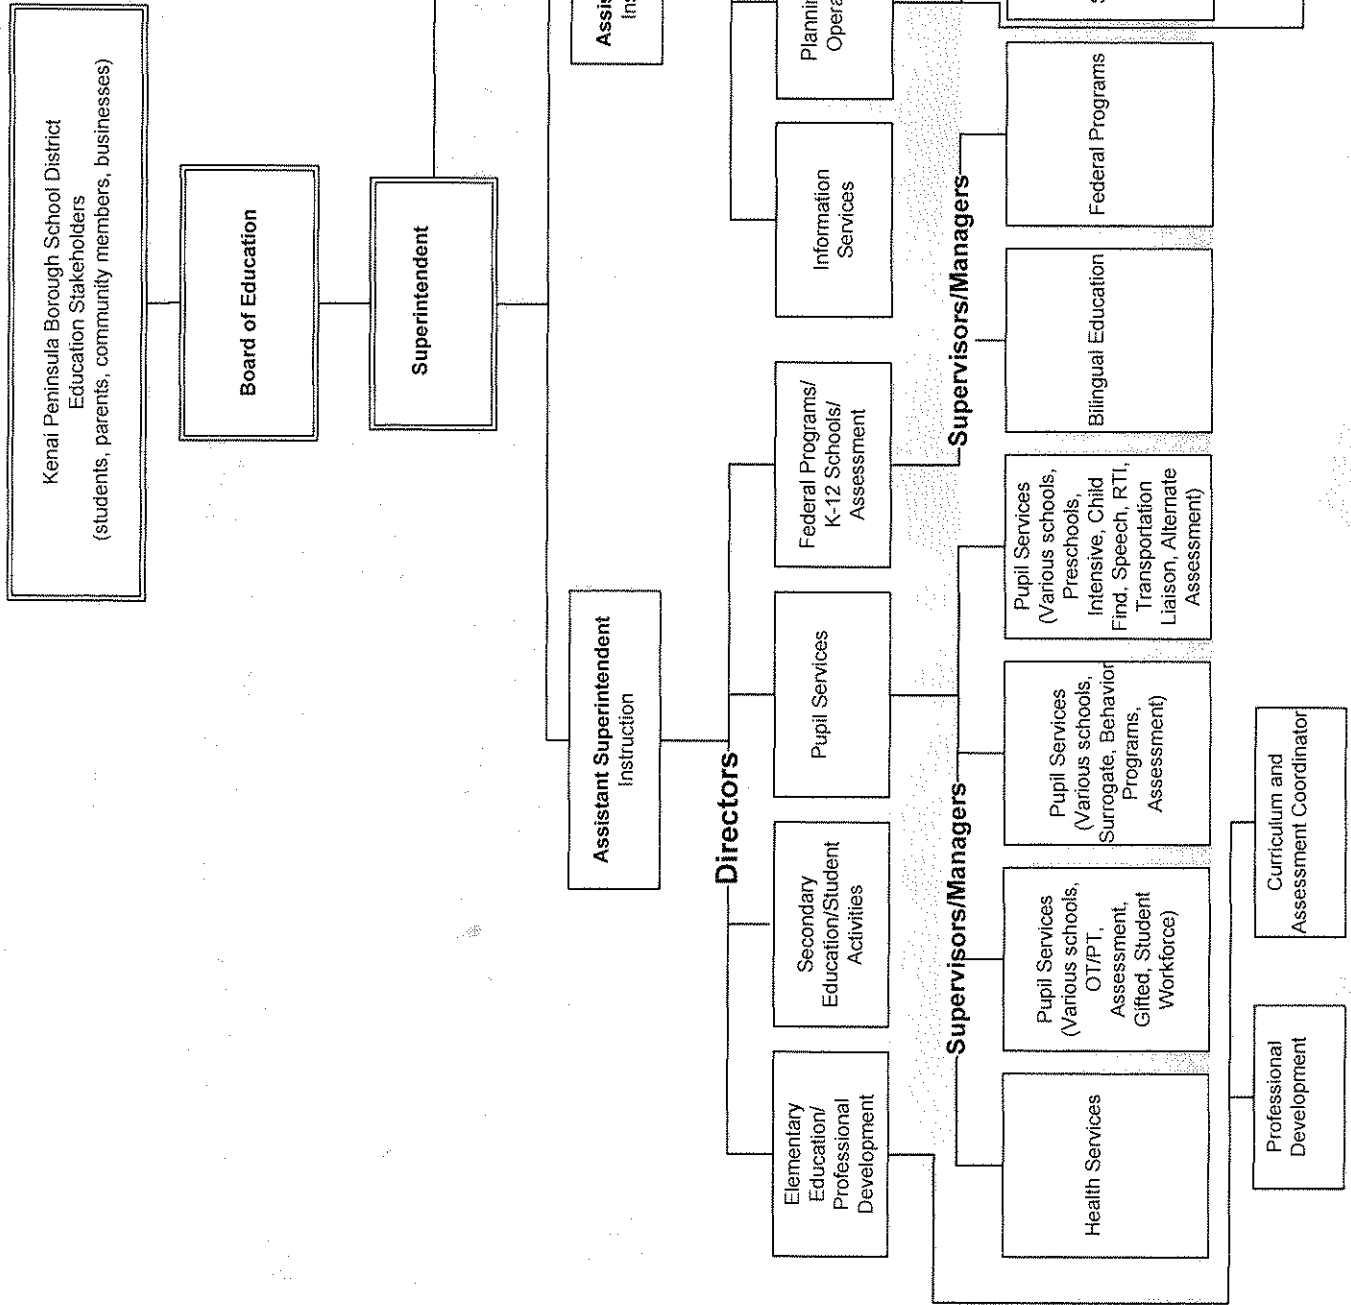 Kenai Peninsula Borough School District
Education Stakeholders
(students, parents, community members, businesses)
Board of Education
Superintendent
Assistant Superintendent
Instruction
Directors
Elementary
Education/
Professional
Development
Secondary
Education/Student
Activities
Pupil Services
Federal Programs/
K-12 Schools/
Assessment
Information
Services
Supervisors/Managers
Supervisors/Managers
Health Services
Pupil Services
(Various schools,
OT/PT,
Assessment,
Gifted, Student
Workforce)
Pupil Services
(Various schools,
Surrogate, Behavior
Programs,
Assessment)
Pupil Services
(Various schools,
Preschools,
Intensive, Child
Find, Speech, RTI,
Transportation
Liaison, Alternate
Assessment)
Bilingual Education
Federal Programs
Professional
Development
Curriculum and
Assessment Coordinator